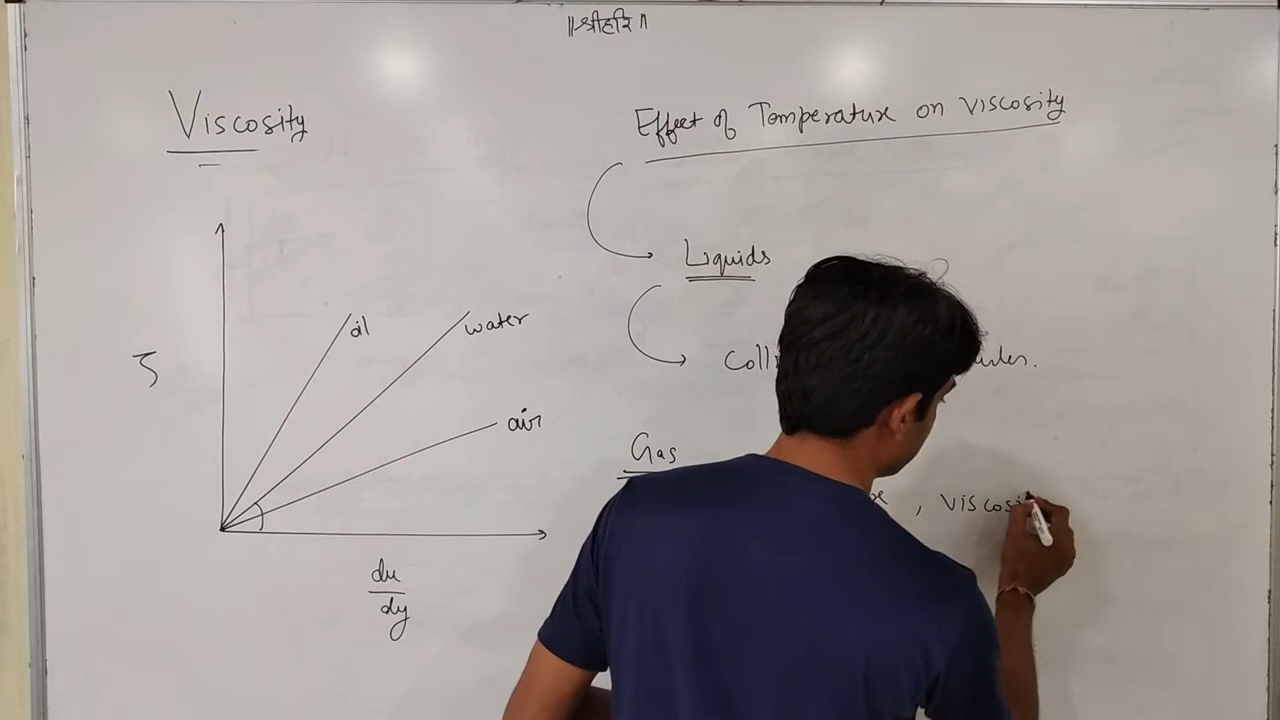 ॥श्रीहरि॥
Viscosity
oil
water
air
τ
du
dy
Effect of Temperature on Viscosity
Liquids
Gas
, Viscosi